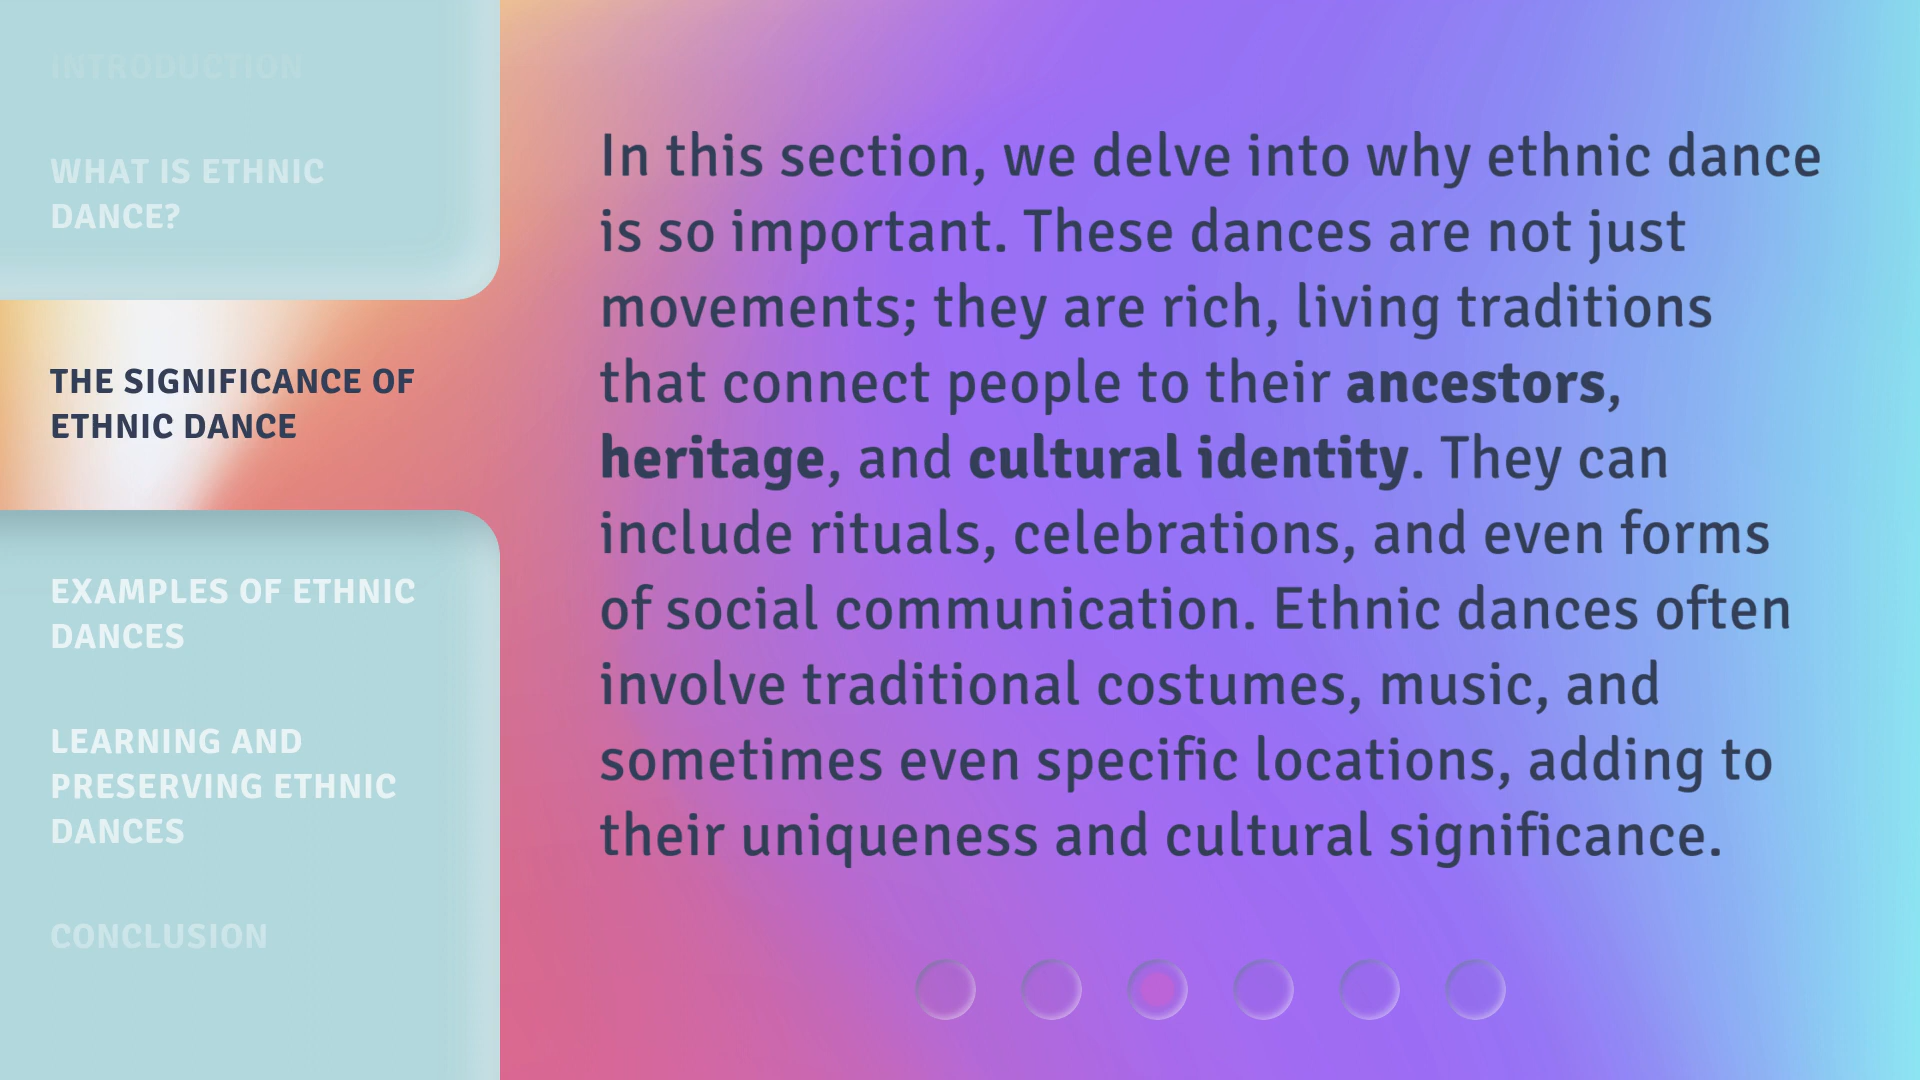 INTRODUCTION
WHAT IS ETHNIC
DANCE?
THE SIGNIFICANCE OF
ETHNIC DANCE
EXAMPLES OF ETHNIC
DANCES
LEARNING AND
PRESERVING ETHNIC
DANCES
CONCLUSION
In this section, we delve into why ethnic dance
is so important. These dances are not just
movements; they are rich, living traditions
that connect people to their ancestors,
heritage, and cultural identity. They can
include rituals, celebrations, and even forms
of social communication. Ethnic dances often
involve traditional costumes, music, and
sometimes even specific locations, adding to
their uniqueness and cultural significance.